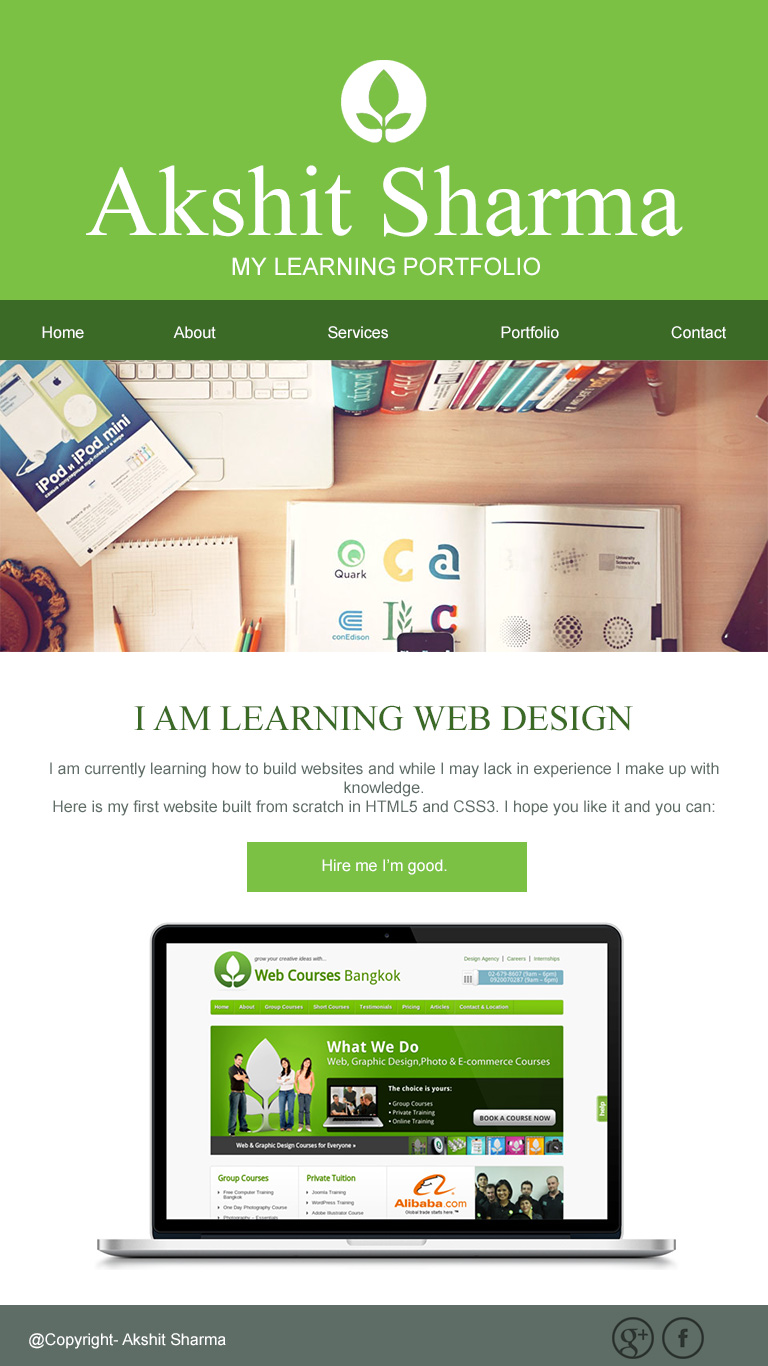 Akshit Sharma
MY LEARNING PORTFOLIO
Home About Services Portfolio Contact
iPod и iPod mini
Quark
conEdison
University
Science Park
I AM LEARNING WEB DESIGN
I am currently learning how to build websites and while I may lack in experience I make up with
knowledge.
Here is my first website built from scratch in HTML5 and CSS3. I hope you like it and you can:
Hire me I'm good.
grow your creative ideas with...
Design Agency | Careers | Internships
Web Courses Bangkok
02-679-8607 (9am – 6pm)
0920070287 (9am – 6pm)
Home About Group Courses Short Courses Testimonials Pricing Articles Contact & Location
What We Do
Web, Graphic Design,Photo & E-commerce Courses
The choice is yours:
• Group Courses
• Private Training
• Online Training
BOOK A COURSE NOW
help
Web & Graphic Design Courses for Everyone »
Group Courses
Free Computer Training
Bangkok
One Day Photography Course
Photography – Essentials
Private Tuition
Joomla Training
WordPress Training
Adobe Illustrator Course
Alibaba.com
Global trade starts here.™
@Copyright- Akshit Sharma
g+ f